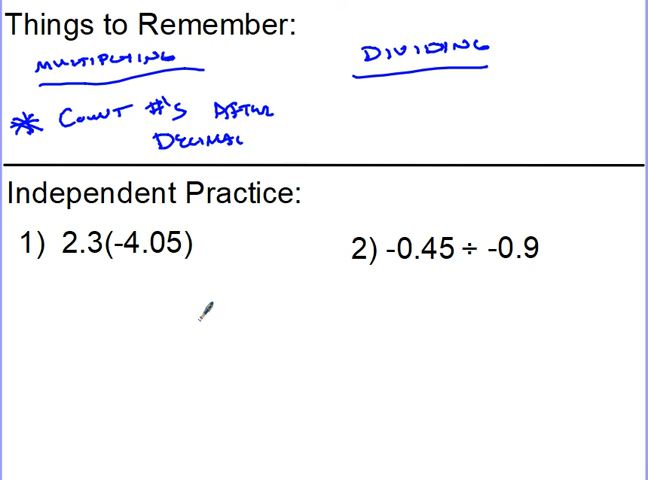 Things to Remember:
MULTIPLYING
DIVIDING
* COUNT #'S AFTER
DECIMAL
Independent Practice:
1) 2.3(-4.05)
2) -0.45 ÷ -0.9